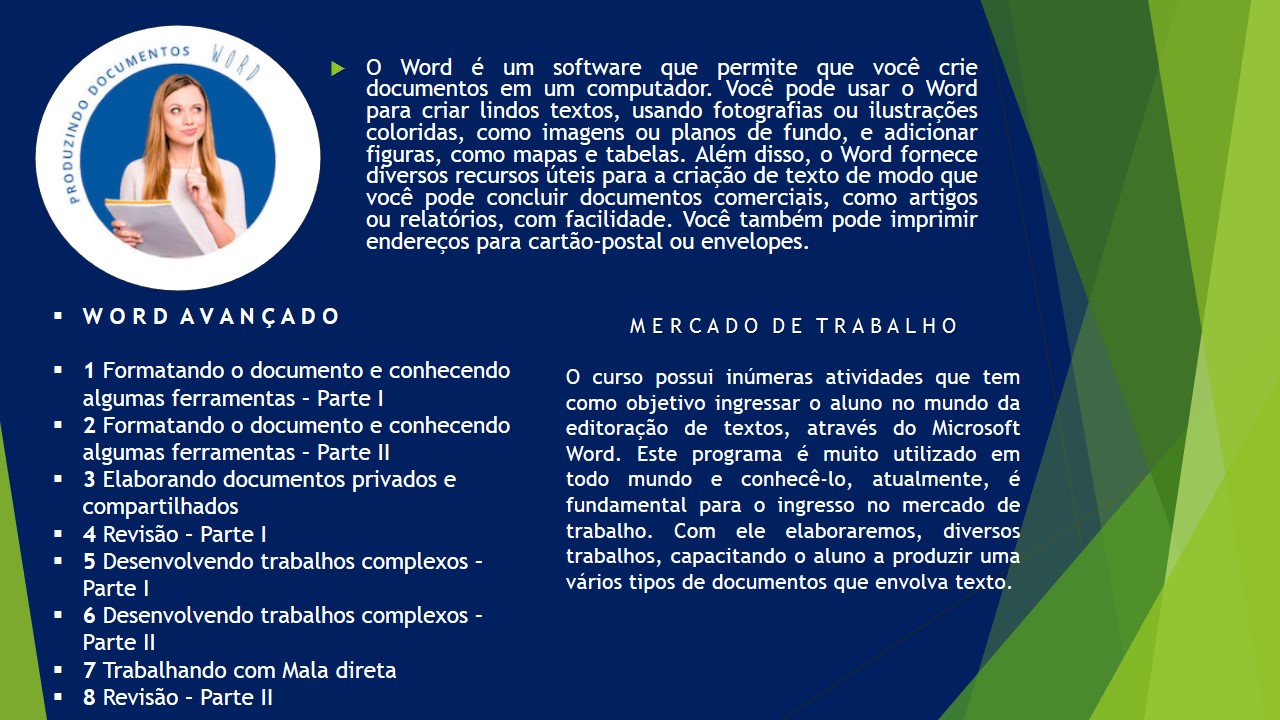 PRODUZINDO DOCUMENTOS WORD
O Word é um software que permite que você crie
documentos em um computador. Você pode usar o Word
para criar lindos textos, usando fotografias ou ilustrações
coloridas, como imagens ou planos de fundo, e adicionar
figuras, como mapas e tabelas. Além disso, o Word fornece
diversos recursos úteis para a criação de texto de modo que
você pode concluir documentos comerciais, como artigos
ou relatórios, com facilidade. Você também pode imprimir
endereços para cartão-postal ou envelopes.
WORD AVANÇADO
1 Formatando o documento e conhecendo
algumas ferramentas – Parte I
2 Formatando o documento e conhecendo
algumas ferramentas – Parte II
3 Elaborando documentos privados e
compartilhados
4 Revisão – Parte I
5 Desenvolvendo trabalhos complexos –
Parte I
6 Desenvolvendo trabalhos complexos –
Parte II
7 Trabalhando com Mala direta
8 Revisão – Parte II
MERCADO DE TRABALHO
O curso possui inúmeras atividades que tem
como objetivo ingressar o aluno no mundo da
editoração de textos, através do Microsoft
Word. Este programa é muito utilizado em
todo mundo e conhecê-lo, atualmente, é
fundamental para o ingresso no mercado de
trabalho. Com ele elaboraremos, diversos
trabalhos, capacitando o aluno a produzir uma
vários tipos de documentos que envolva texto.